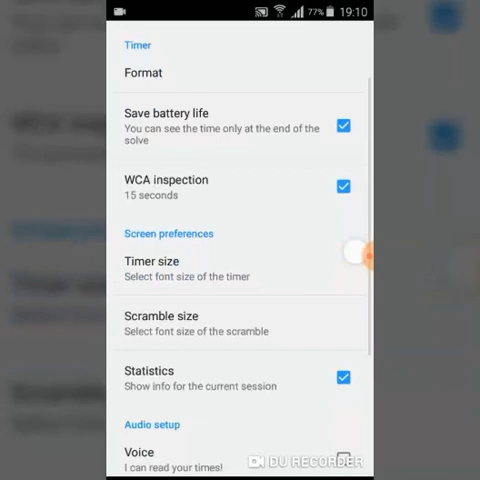 77% 19:10
Timer
Format
Save battery life
You can see the time only at the end of the
solve
WCA inspection
15 seconds
Screen preferences
Timer size
Select font size of the timer
Scramble size
Select font size of the scramble
Statistics
Show info for the current session
Audio setup
Voice
I can read your times!
DU RECORDER